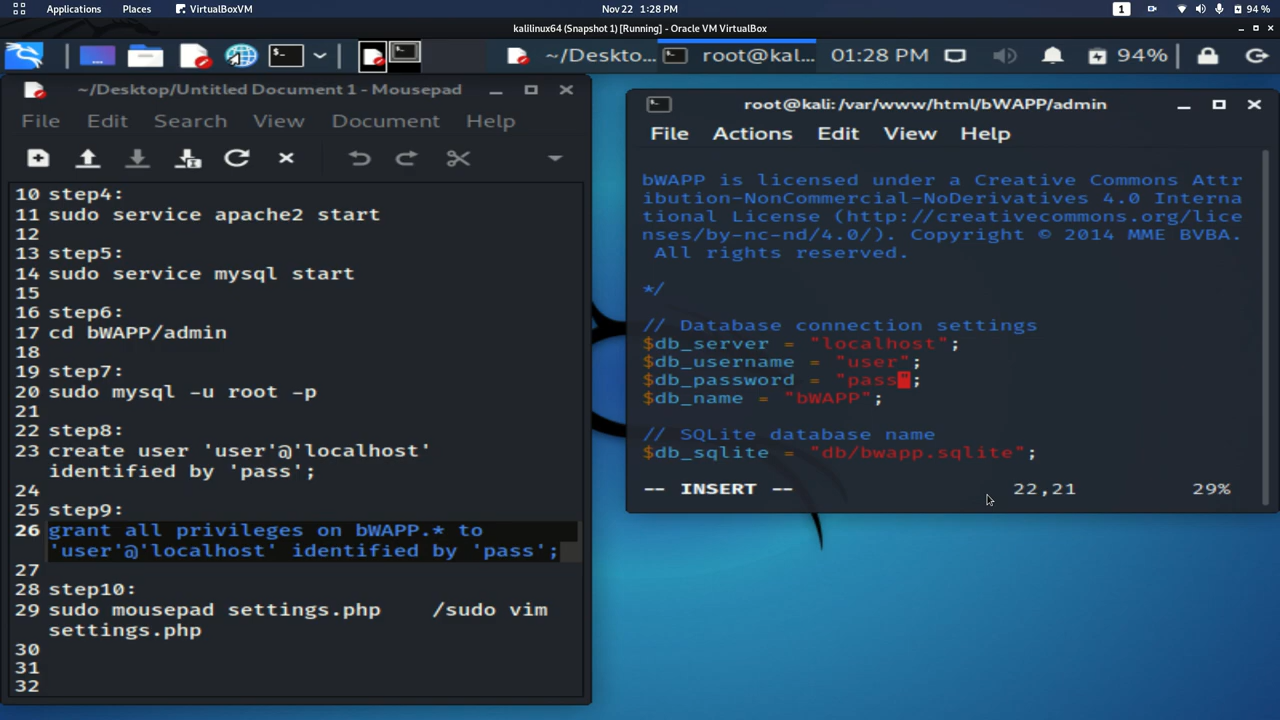 Applications Places VirtualBoxVM Nov 22 1:28 PM 1 94 %
kalilinux64 (Snapshot 1) [Running] - Oracle VM VirtualBox
~/Deskto... root@kal... 01:28 PM 94%
~/Desktop/Untitled Document 1 - Mousepad
File Edit Search View Document Help
10 step4:
11 sudo service apache2 start
12
13 step5:
14 sudo service mysql start
15
16 step6:
17 cd bWAPP/admin
18
19 step7:
20 sudo mysql -u root -p
21
22 step8:
23 create user 'user'@'localhost'
identified by 'pass';
24
25 step9:
26 grant all privileges on bWAPP.* to
'user'@'localhost' identified by 'pass';
27
28 step10:
29 sudo mousepad settings.php /sudo vim
settings.php
30
31
32
root@kali: /var/www/html/bWAPP/admin
File Actions Edit View Help
bWAPP is licensed under a Creative Commons Attr
ibution-NonCommercial-NoDerivatives 4.0 Interna
tional License (http://creativecommons.org/lice
nses/by-nc-nd/4.0/). Copyright © 2014 MME BVBA.
All rights reserved.
*/
// Database connection settings
$db_server = "localhost";
$db_username = "user";
$db_password = "pass";
$db_name = "bWAPP";
// SQLite database name
$db_sqlite = "db/bwapp.sqlite";
-- INSERT -- 22,21 29%